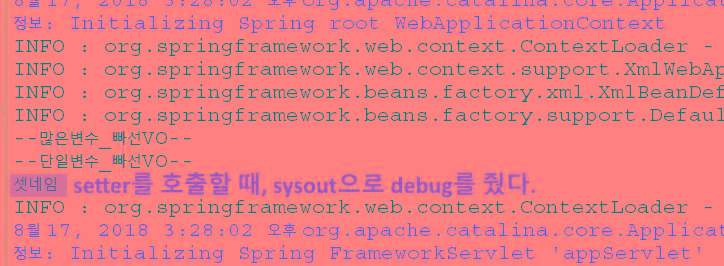 8월 17, 2018 3:28:02 오후 org.apache.catalina.core.Applicat
정보: Initializing Spring root WebApplicationContext
INFO : org.springframework.web.context.ContextLoader -
INFO : org.springframework.web.context.support.XmlWebAp
INFO : org.springframework.beans.factory.xml.XmlBeanDef
INFO : org.springframework.beans.factory.support.Defaul
--많은변수_빠선VO--
--단일변수_빠선VO--
셋네임 setter를 호출할 때, sysout으로 debug를 줬다.
INFO : org.springframework.web.context.ContextLoader -
8월 17, 2018 3:28:02 오후 org.apache.catalina.core.Applicat
정보: Initializing Spring FrameworkServlet 'appServlet'